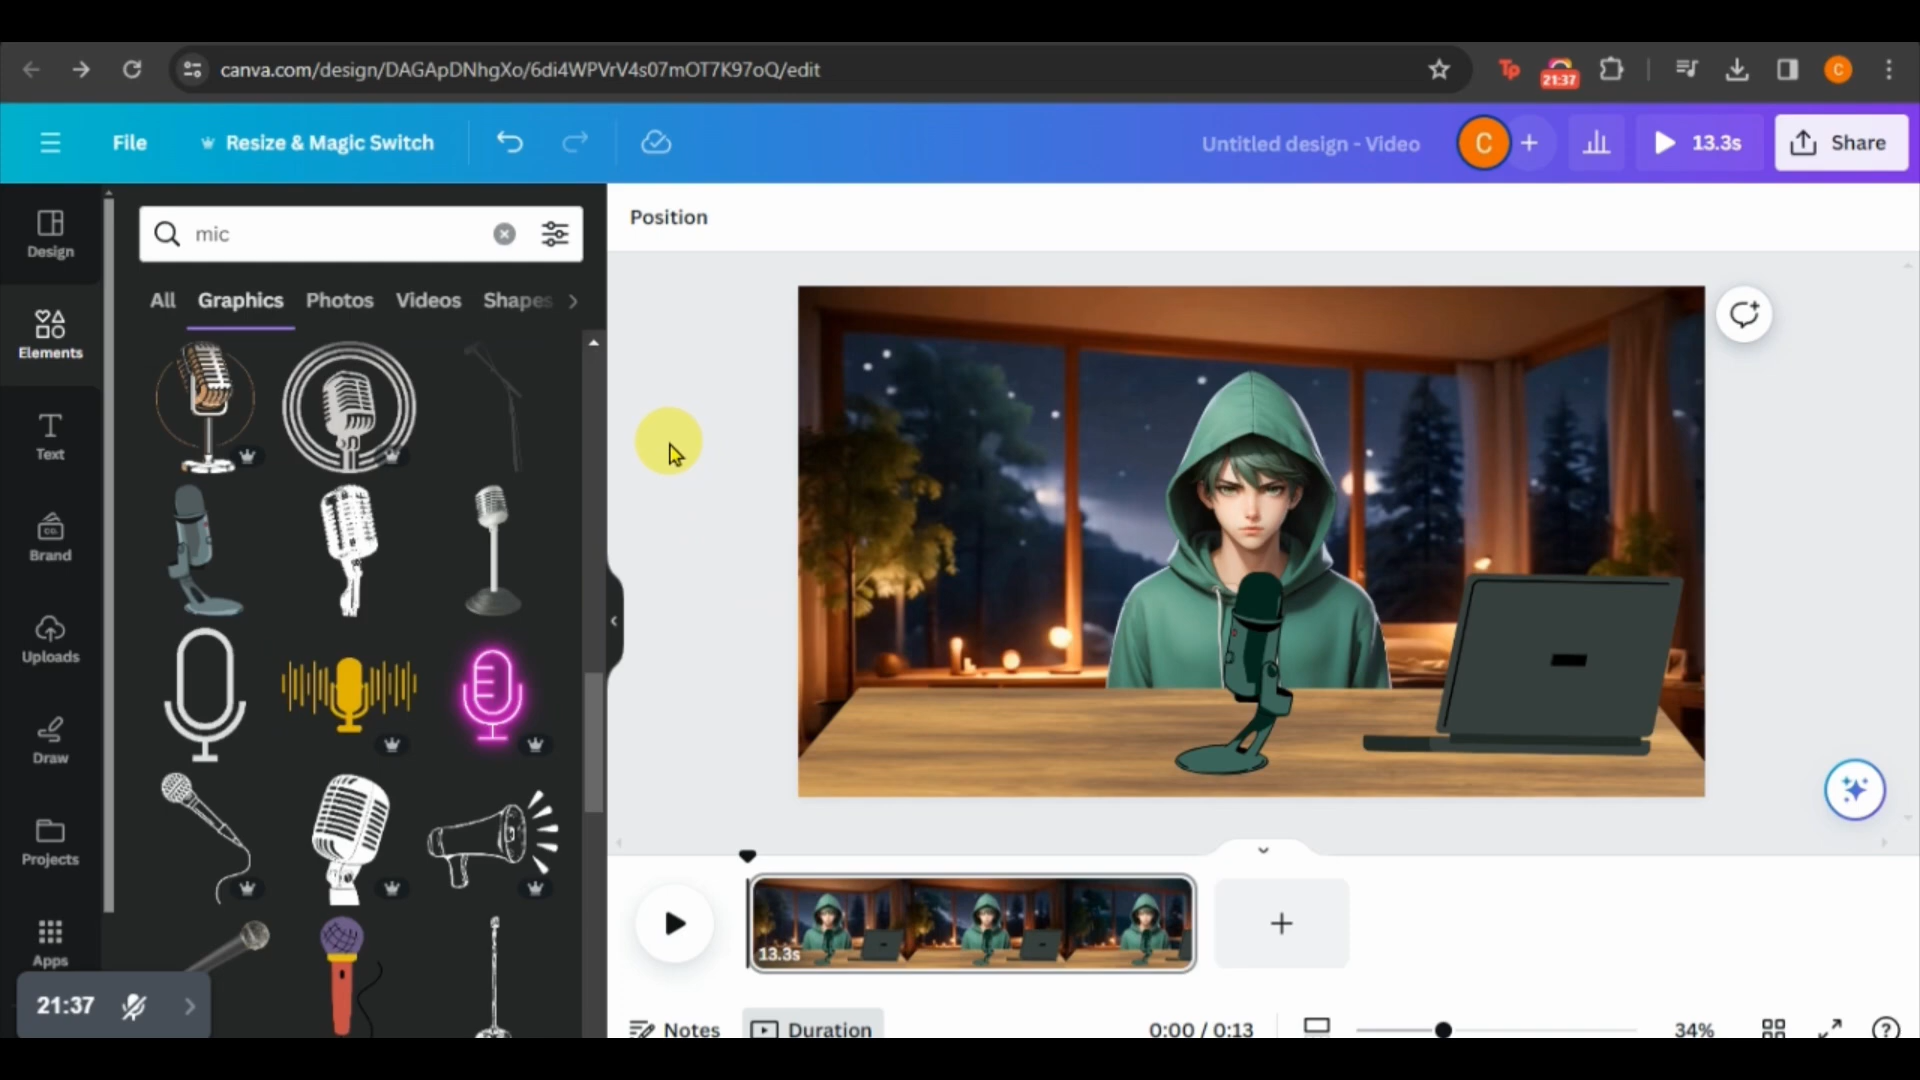 canva.com/design/DAGApDNhgXo/6di4WPVrV4s07mOT7K97oQ/edit
Tp
21:37
C
File
Resize & Magic Switch
Untitled design - Video
C
13.3s
Share
Design
Elements
Text
CO.
Brand
Uploads
Draw
Projects
Apps
mic
All Graphics Photos Videos Shapes
Position
13.3s
21:37
Notes
Duration
0:00 / 0:13
34%
?